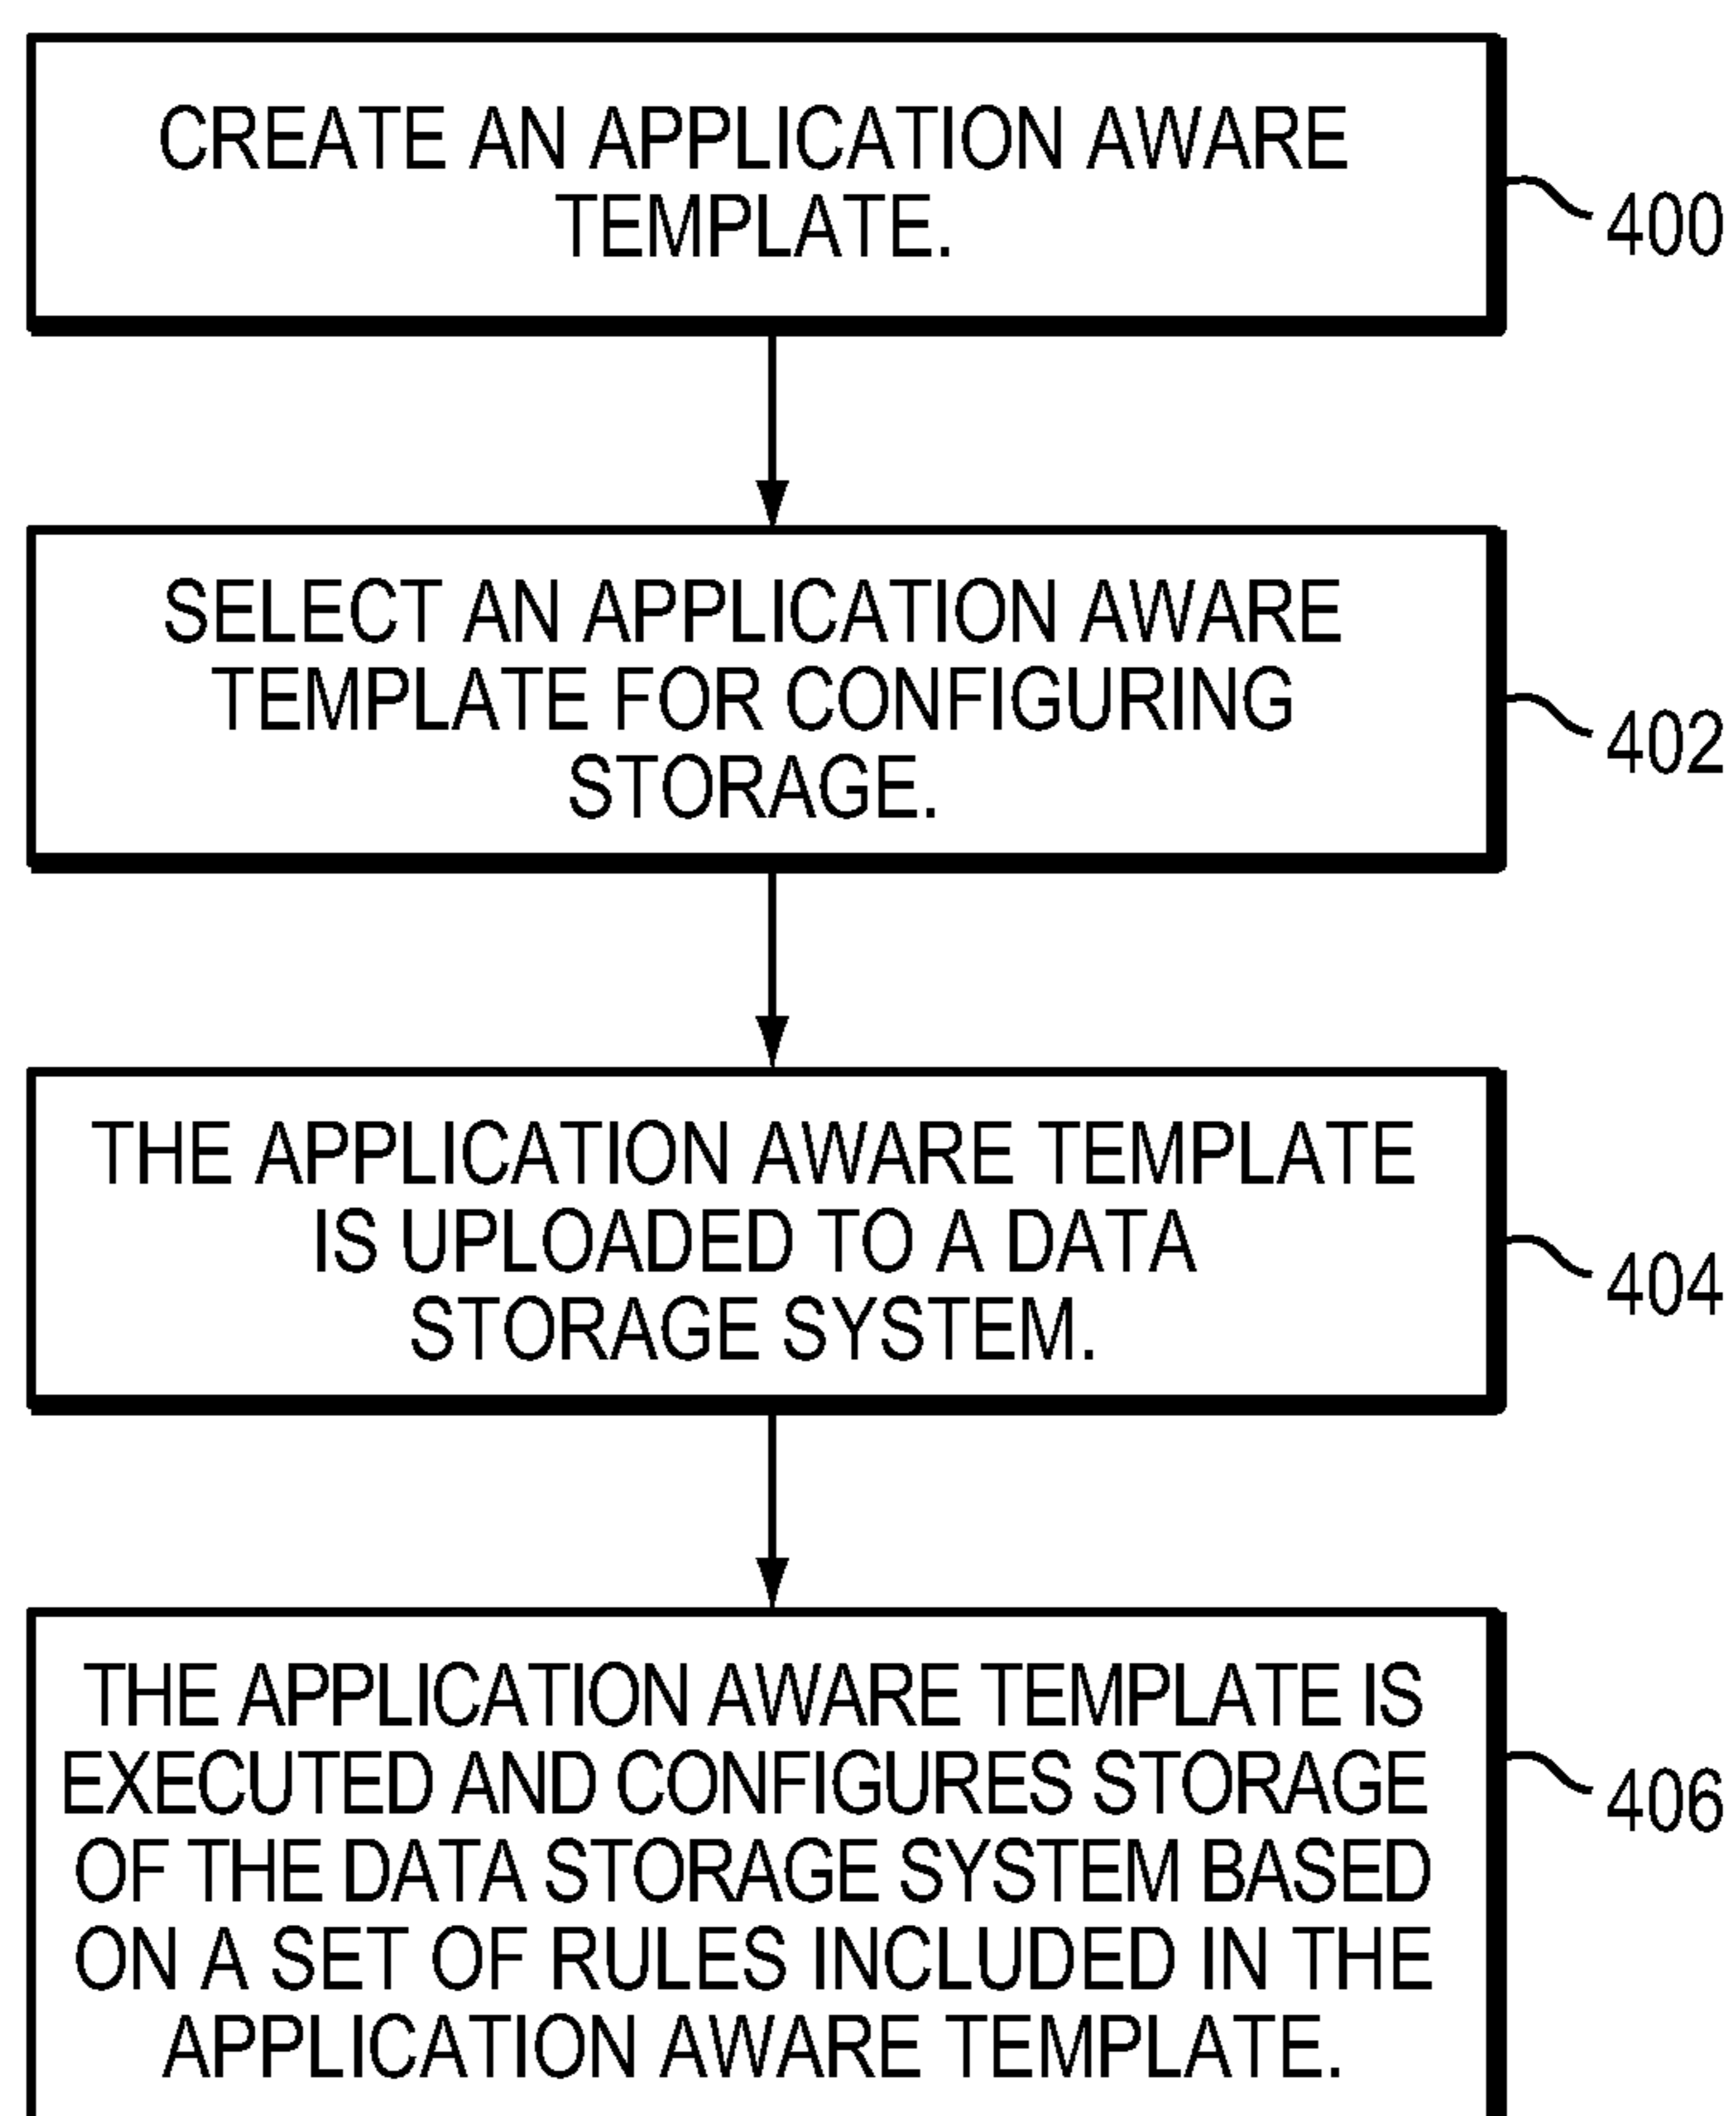 CREATE AN APPLICATION AWARE
TEMPLATE.
400
SELECT AN APPLICATION AWARE
TEMPLATE FOR CONFIGURING
STORAGE.
402
THE APPLICATION AWARE TEMPLATE
IS UPLOADED TO A DATA
STORAGE SYSTEM.
404
THE APPLICATION AWARE TEMPLATE IS
EXECUTED AND CONFIGURES STORAGE
OF THE DATA STORAGE SYSTEM BASED
ON A SET OF RULES INCLUDED IN THE
APPLICATION AWARE TEMPLATE.
406